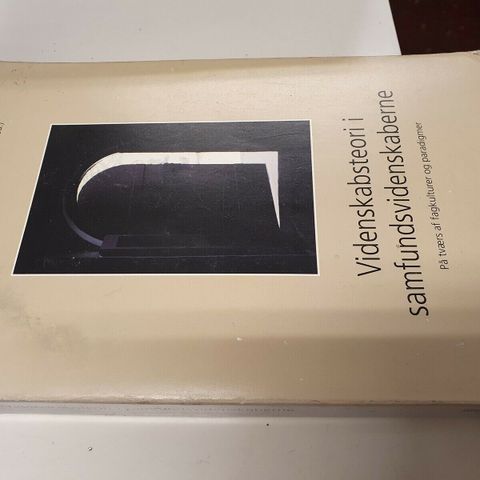 Videnskabsteori i
samfundsvidenskaberne
På tværs af fagkulturer og paradigmer